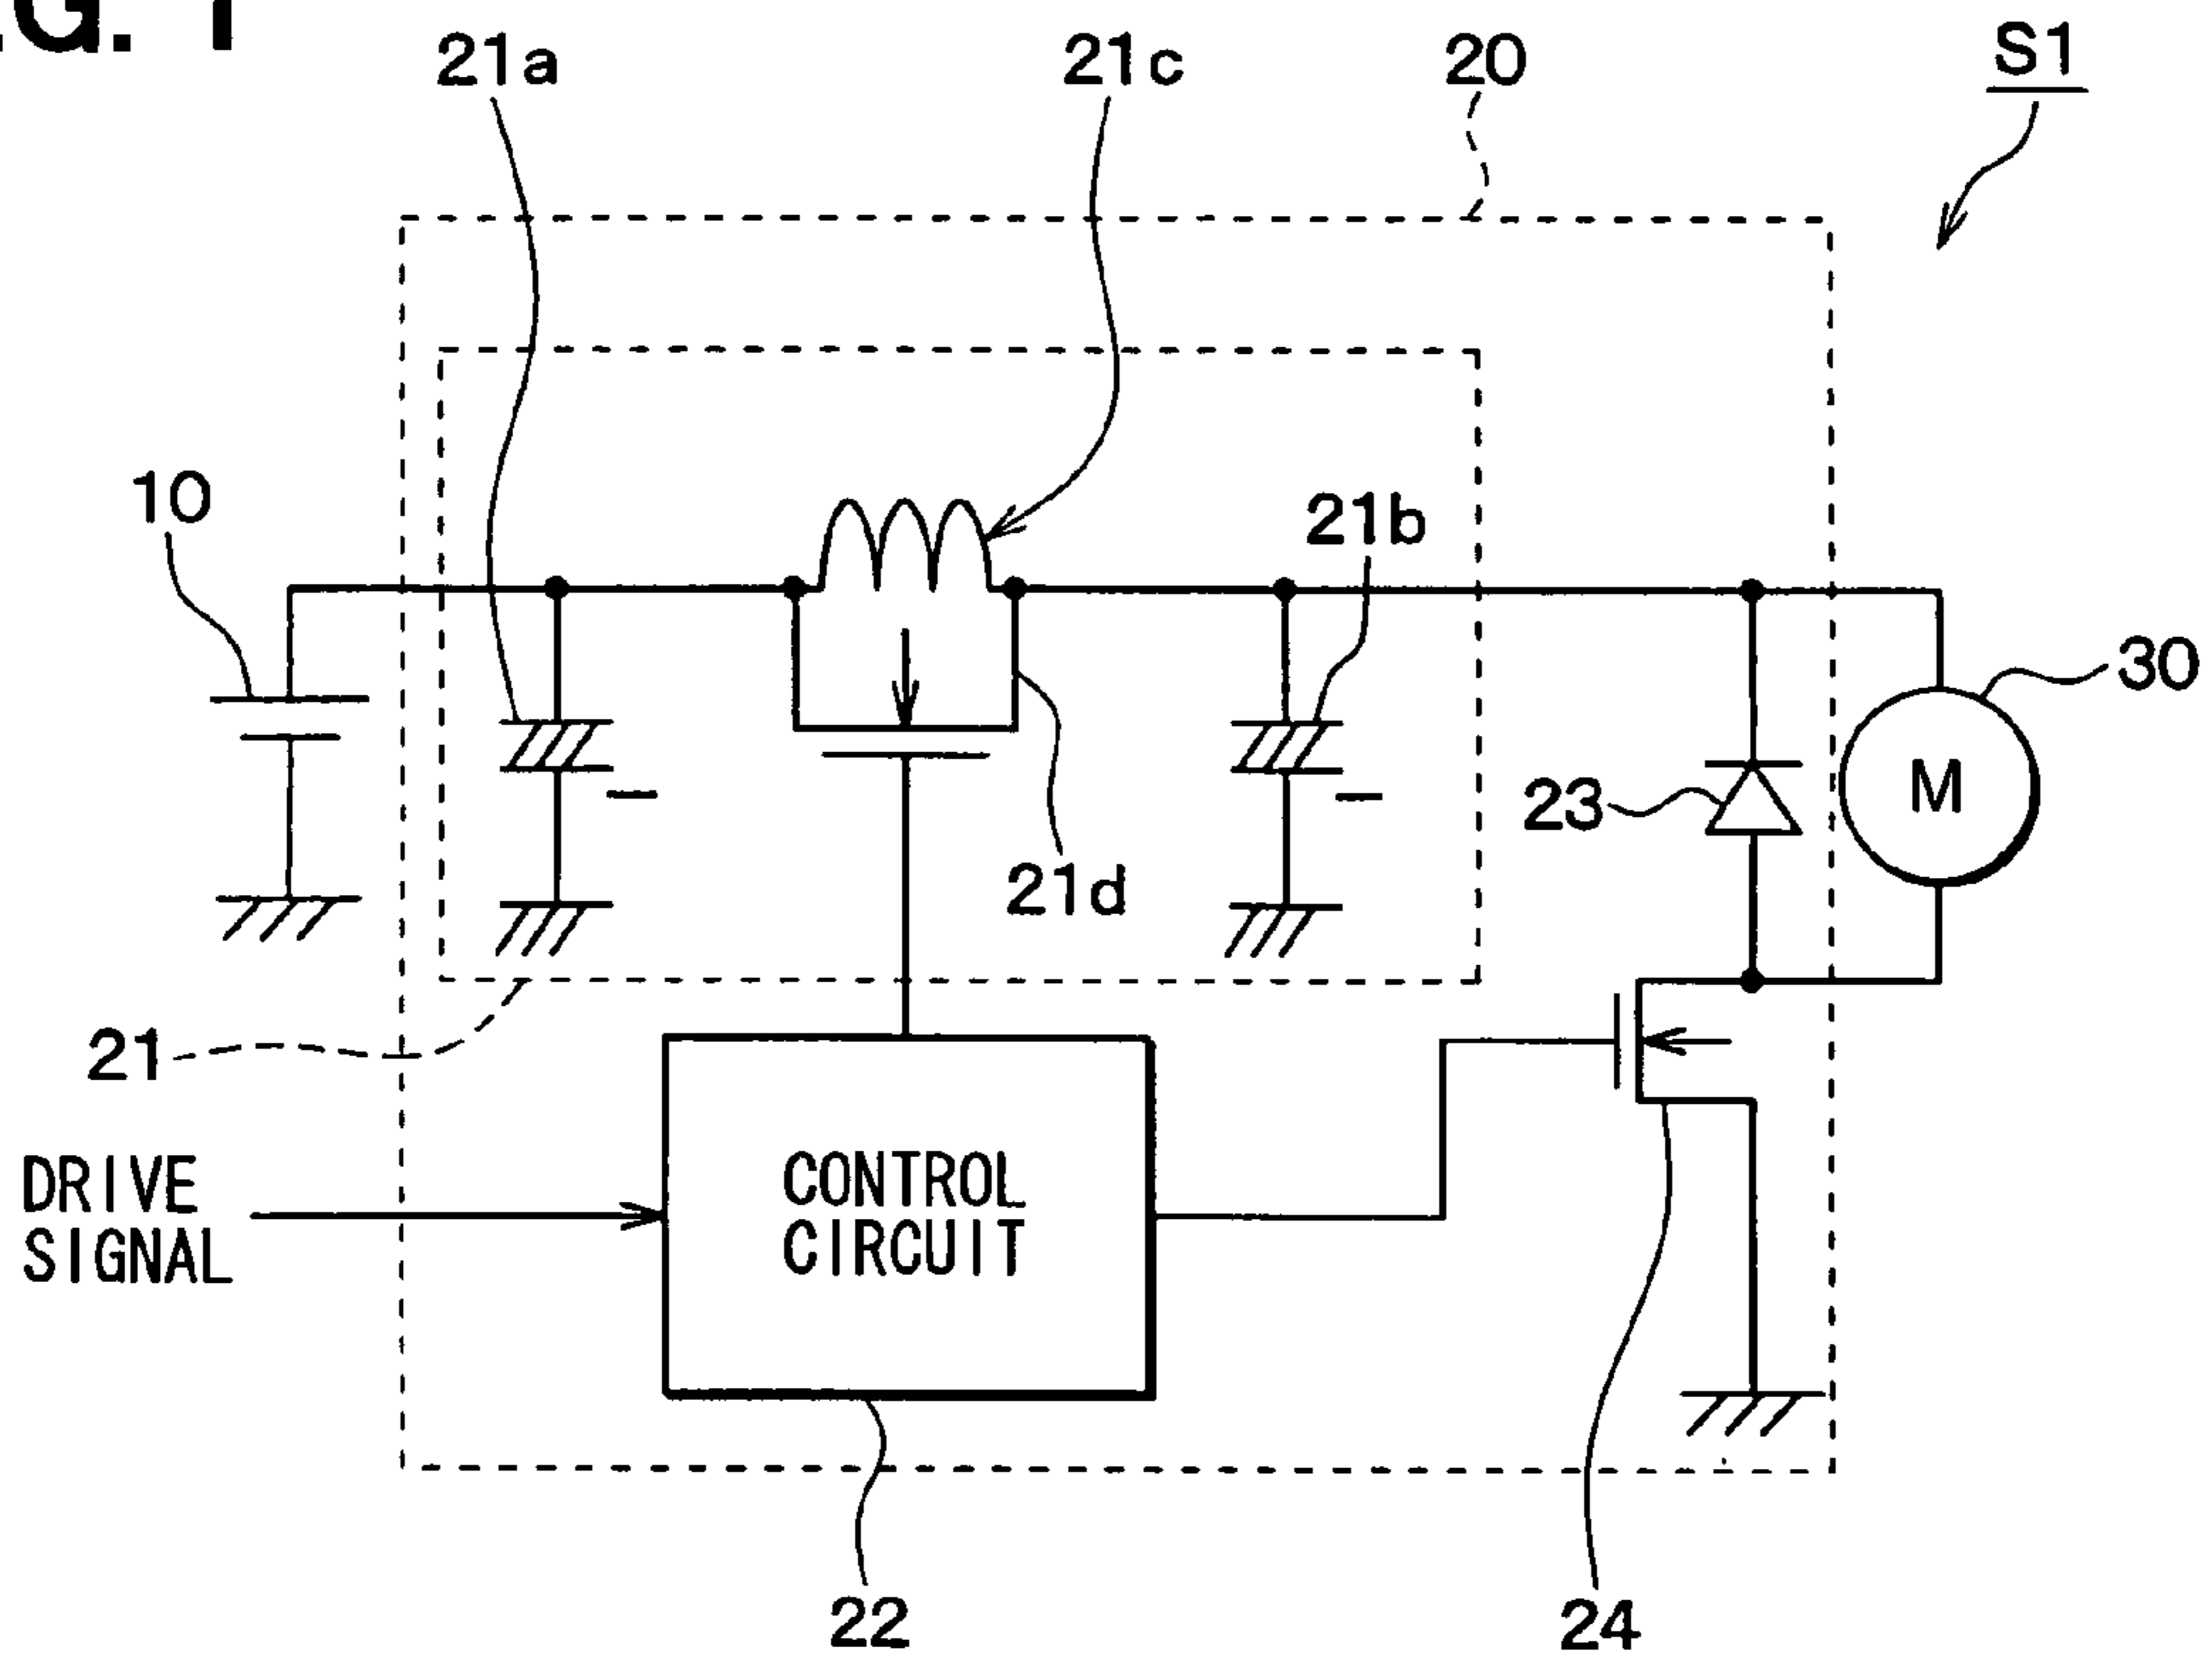 G. 1
21a
21c
20
S1
10
21b
30
23
M
21d
21
DRIVE
SIGNAL
CONTROL
CIRCUIT
22
24